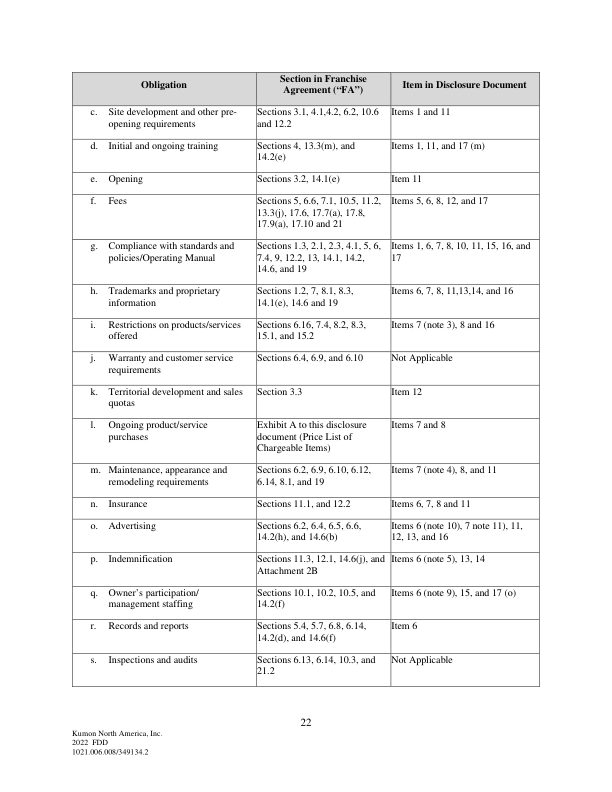 Obligation
Section in Franchise
Agreement (“FA”)
Item in Disclosure Document
c. Site development and other pre-
opening requirements
Sections 3.1, 4.1,4.2, 6.2, 10.6
and 12.2
Items 1 and 11
d. Initial and ongoing training
Sections 4, 13.3(m), and
14.2(e)
Items 1, 11, and 17 (m)
e. Opening
Sections 3.2, 14.1(e)
Item 11
f. Fees
Sections 5, 6.6, 7.1, 10.5, 11.2,
13.3(j), 17.6, 17.7(a), 17.8,
17.9(a), 17.10 and 21
Items 5, 6, 8, 12, and 17
g. Compliance with standards and
policies/Operating Manual
Sections 1.3, 2.1, 2.3, 4.1, 5, 6,
7.4, 9, 12.2, 13, 14.1, 14.2,
14.6, and 19
Items 1, 6, 7, 8, 10, 11, 15, 16, and
17
h. Trademarks and proprietary
information
Sections 1.2, 7, 8.1, 8.3,
14.1(e), 14.6 and 19
Items 6, 7, 8, 11,13,14, and 16
i. Restrictions on products/services
offered
Sections 6.16, 7.4, 8.2, 8.3,
15.1, and 15.2
Items 7 (note 3), 8 and 16
j. Warranty and customer service
requirements
Sections 6.4, 6.9, and 6.10
Not Applicable
k. Territorial development and sales
quotas
Section 3.3
Item 12
l. Ongoing product/service
purchases
Exhibit A to this disclosure
document (Price List of
Chargeable Items)
Items 7 and 8
m. Maintenance, appearance and
remodeling requirements
Sections 6.2, 6.9, 6.10, 6.12,
6.14, 8.1, and 19
Items 7 (note 4), 8, and 11
n. Insurance
Sections 11.1, and 12.2
Items 6, 7, 8 and 11
o. Advertising
Sections 6.2, 6.4, 6.5, 6.6,
14.2(h), and 14.6(b)
Items 6 (note 10), 7 note 11), 11,
12, 13, and 16
p. Indemnification
Sections 11.3, 12.1, 14.6(j), and
Attachment 2B
Items 6 (note 5), 13, 14
q. Owner’s participation/
management staffing
Sections 10.1, 10.2, 10.5, and
14.2(f)
Items 6 (note 9), 15, and 17 (o)
r. Records and reports
Sections 5.4, 5.7, 6.8, 6.14,
14.2(d), and 14.6(f)
Item 6
s. Inspections and audits
Sections 6.13, 6.14, 10.3, and
21.2
Not Applicable
22
Kumon North America, Inc.
2022 FDD
1021.006.008/349134.2